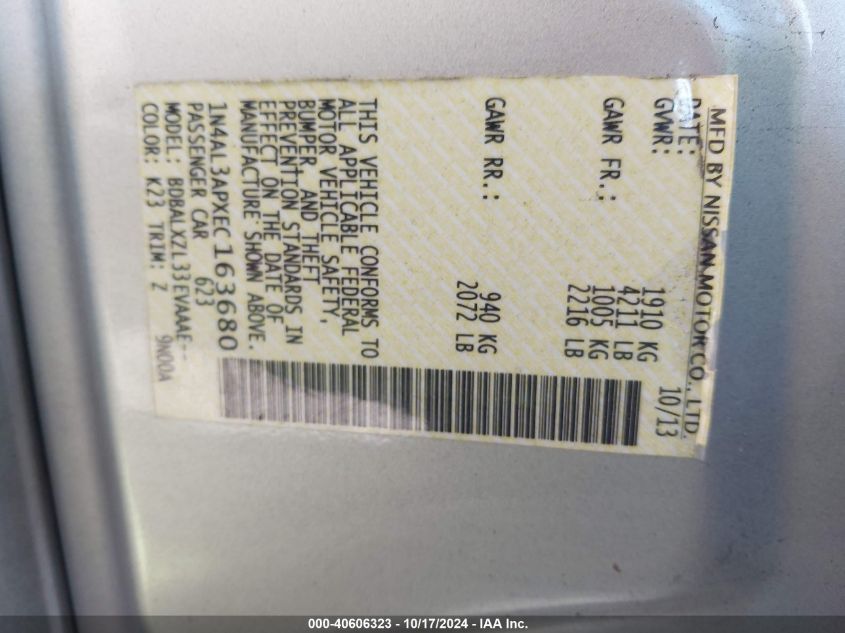 MFD BY NISSAN MOTOR CO., LTD.
DATE: 10/13
GVWR: 1910 KG
4211 LB
GAWR FR.: 1005 KG
2216 LB
GAWR RR.: 940 KG
2072 LB
THIS VEHICLE CONFORMS TO
ALL APPLICABLE FEDERAL
MOTOR VEHICLE SAFETY,
BUMPER, AND THEFT
PREVENTION STANDARDS IN
EFFECT ON THE DATE OF
MANUFACTURE SHOWN ABOVE.
1N4AL3APXEC163680
PASSENGER CAR 623
MODEL: BDBALXZL33EVAAAE--
COLOR: K23 TRIM: Z 9N00A
000-40606323 - 10/17/2024 - IAA Inc.